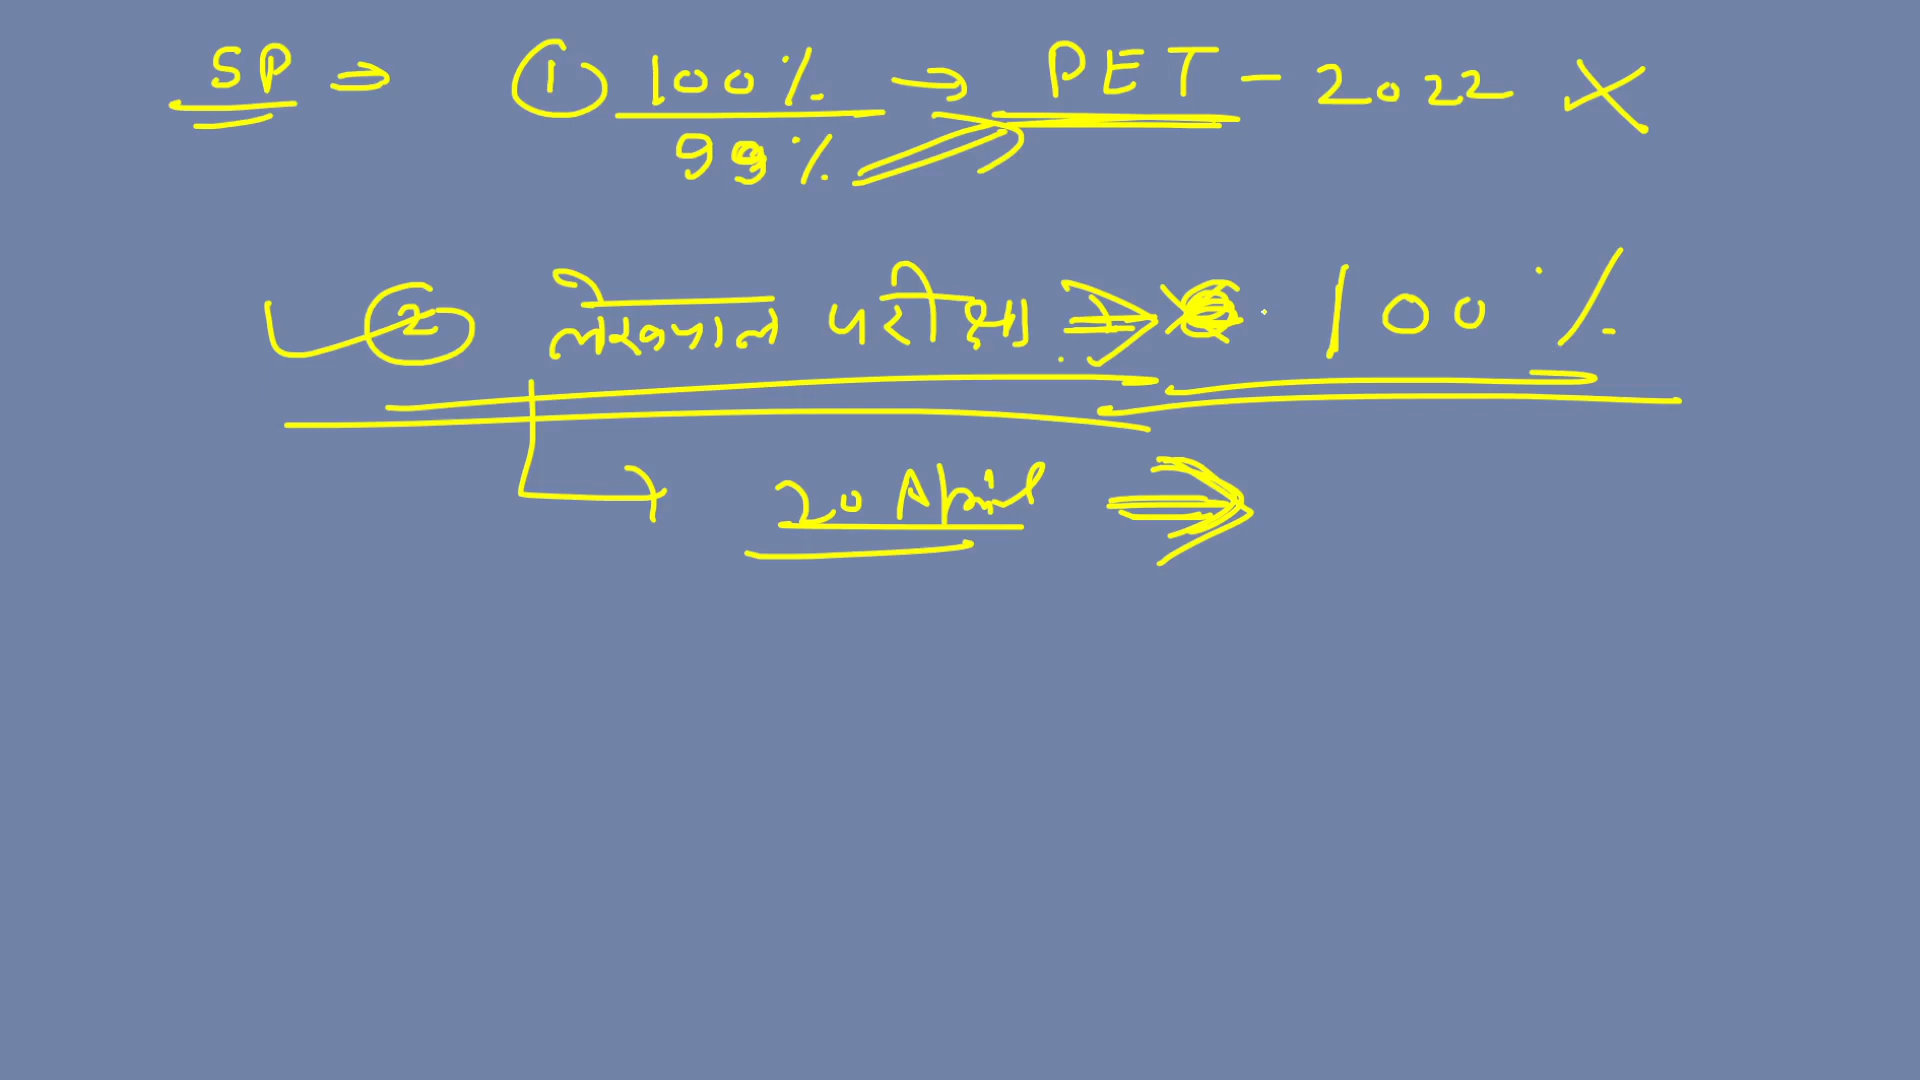 SP ⇒ ① 100% → PET - 2022 ✗
99%
② लेखपाल परीक्षा ⇒ 100%
20 April ⇒